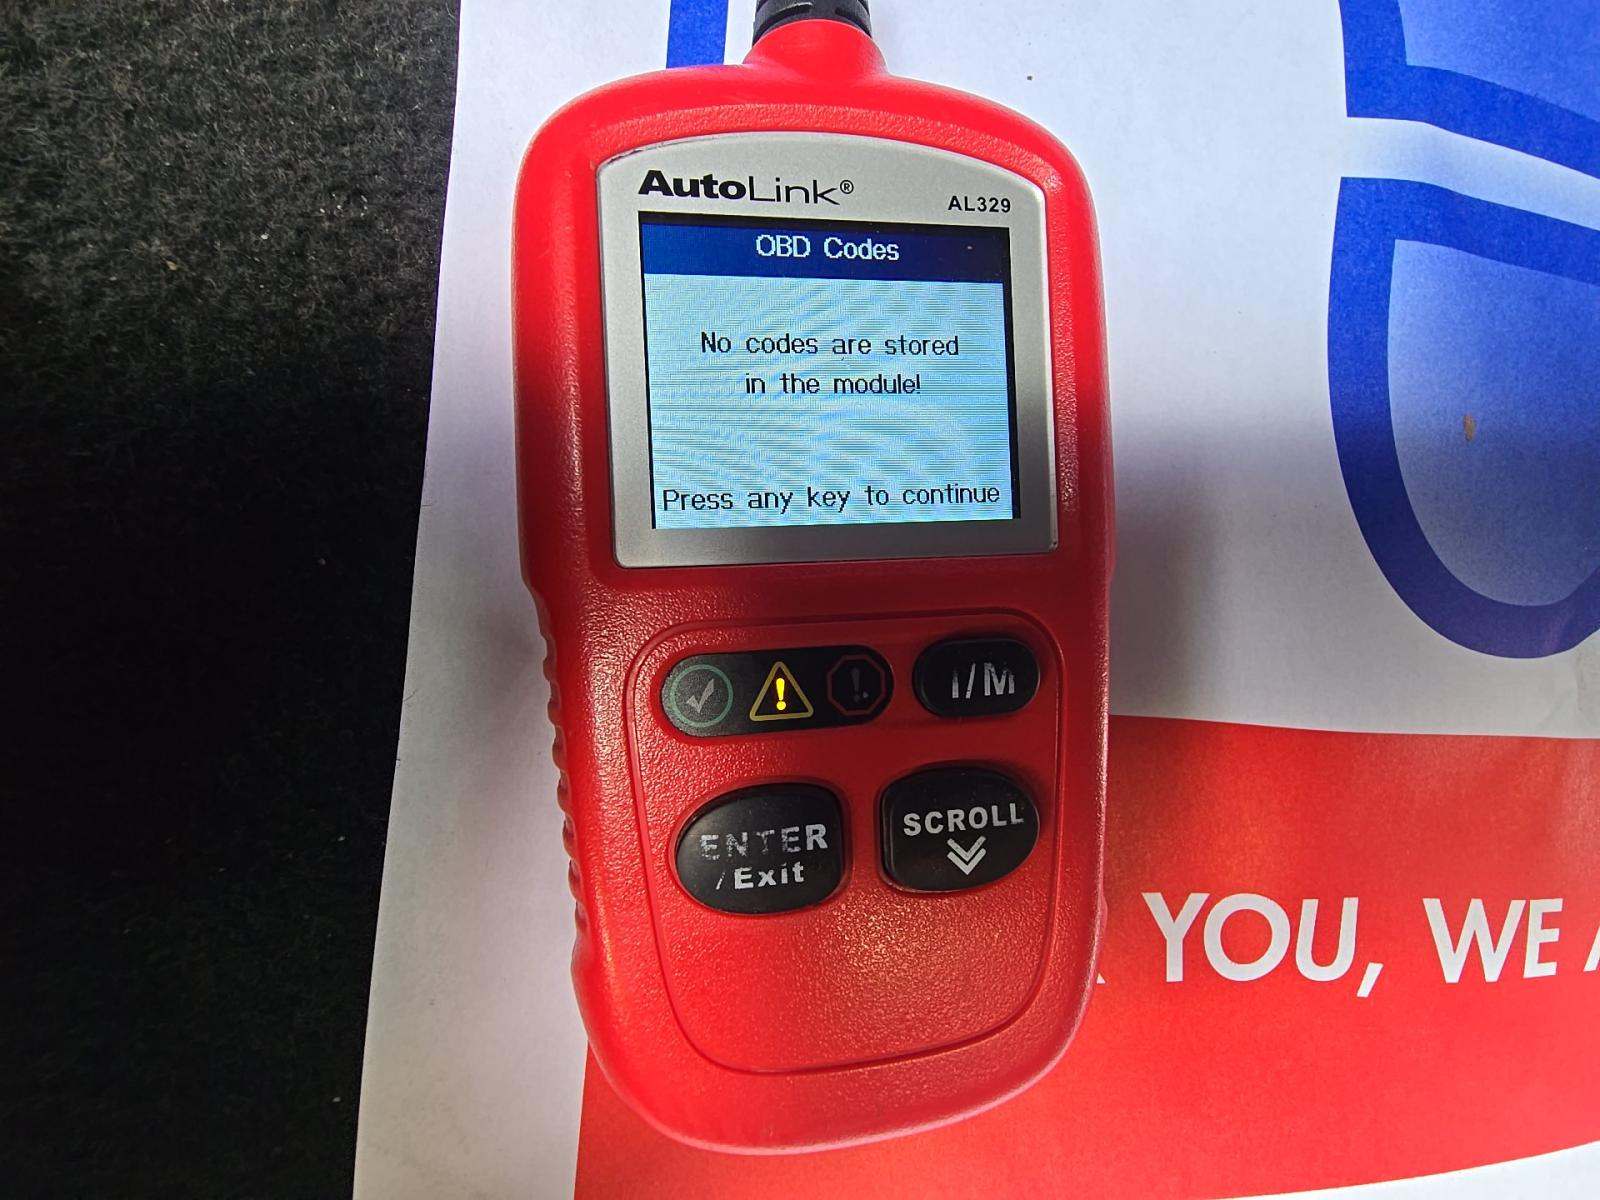 AutoLink®
AL329
OBD Codes
No codes are stored
in the module!
Press any key to continue
I/M
ENTER
/Exit
SCROLL
YOU, WE